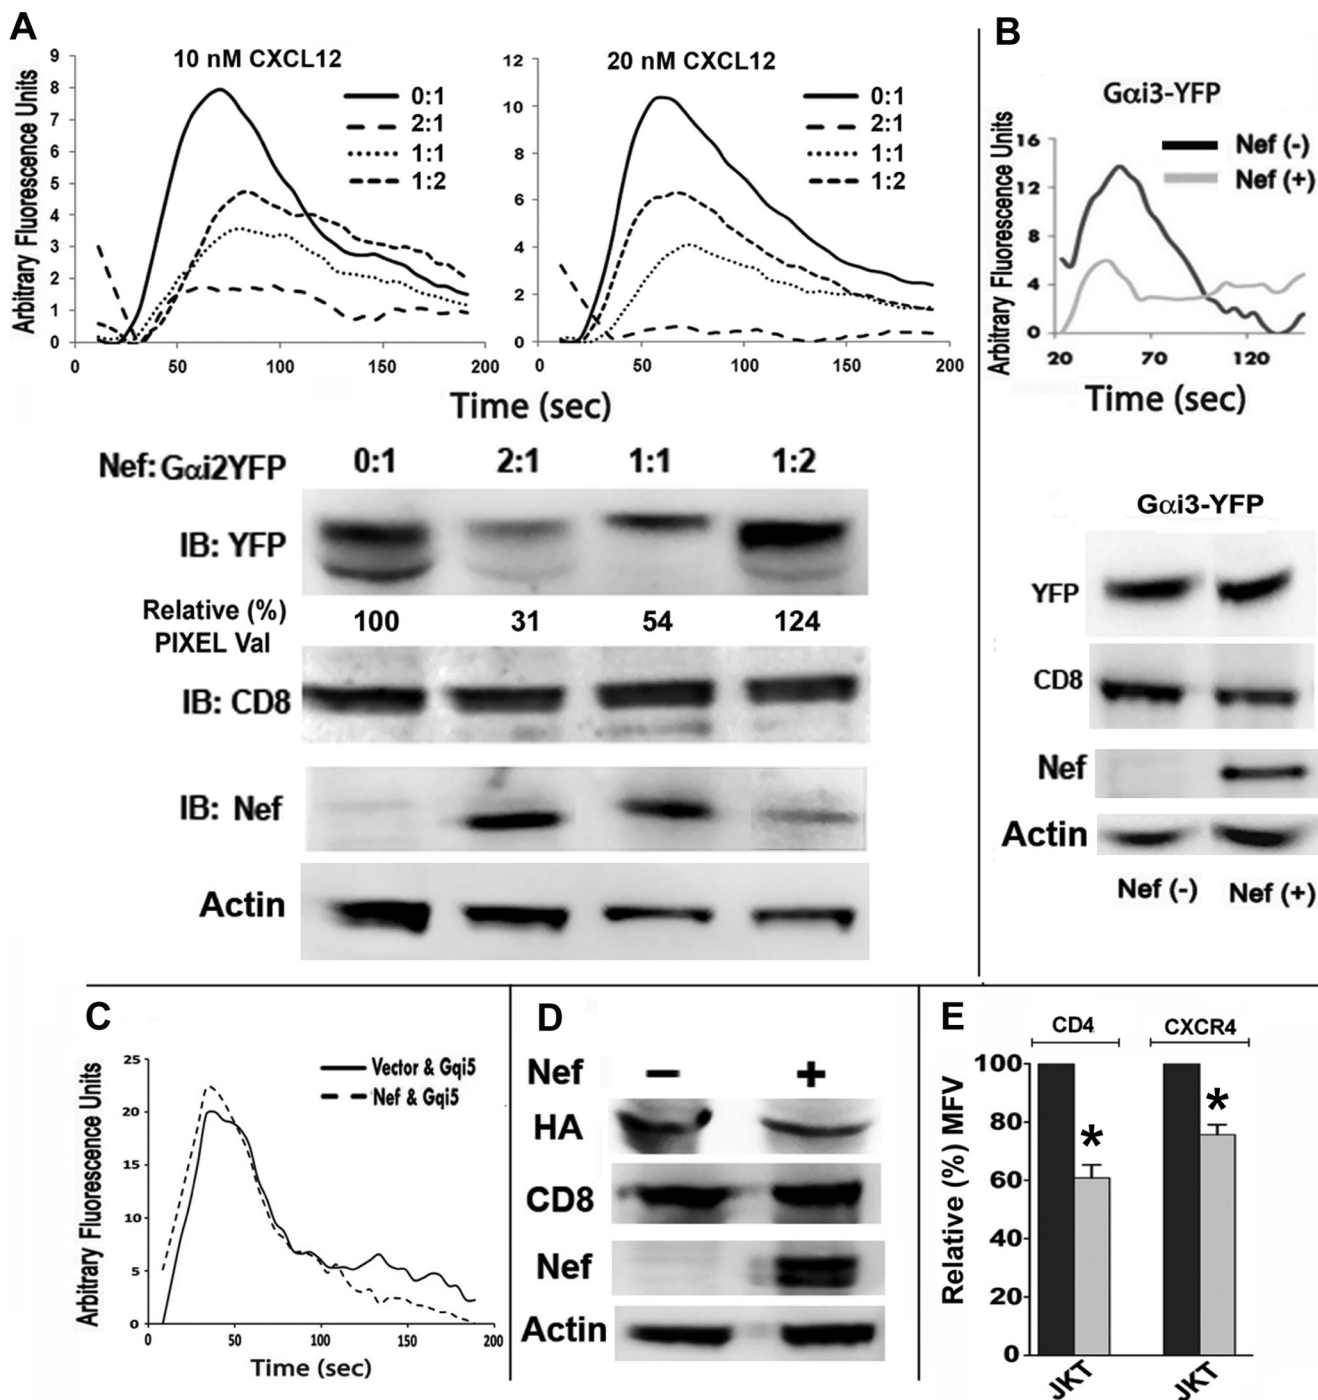 A
10 nM CXCL12
Arbitrary Fluorescence Units
9
8
7
6
5
4
3
2
1
0
0:1
2:1
1:1
1:2
0 50 100 150 200
20 nM CXCL12
12
10
8
6
4
2
0
0:1
2:1
1:1
1:2
0 50 100 150 200
Time (sec)
Nef: Gαi2YFP 0:1 2:1 1:1 1:2
IB: YFP
Relative (%)
PIXEL Val
100 31 54 124
IB: CD8
IB: Nef
Actin
B
Gαi3-YFP
Arbitrary Fluorescence Units
16
12
8
4
0
Nef (-)
Nef (+)
20 70 120
Time (sec)
Gαi3-YFP
YFP
CD8
Nef
Actin
Nef (-) Nef (+)
C
Arbitrary Fluorescence Units
25
20
15
10
5
0
Vector & Gqi5
Nef & Gqi5
0 50 100 150 200
Time (sec)
D
Nef − +
HA
CD8
Nef
Actin
E
CD4 CXCR4
Relative (%) MFV
100
80
60
40
20
0
* *
JKT JKT